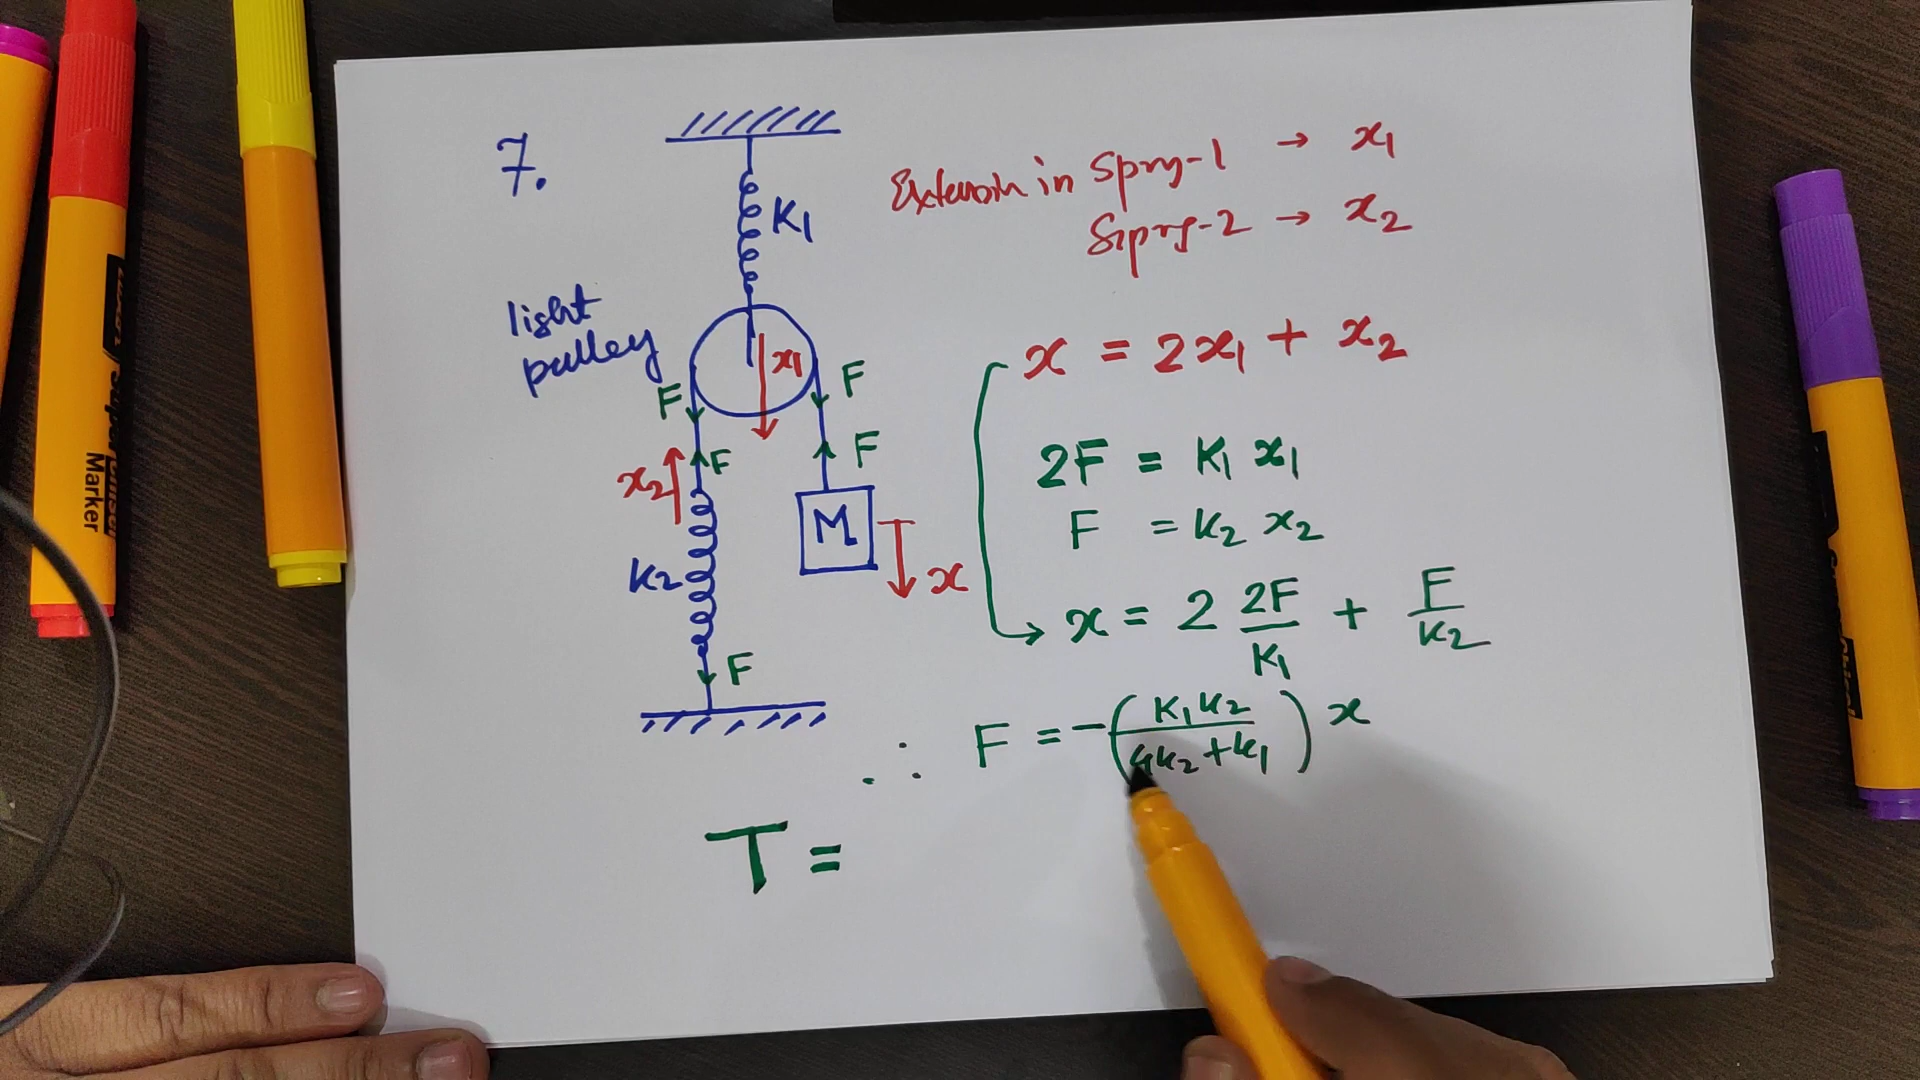 7.
K1
Extension in Spring-1 → x1
Spring-2 → x2
light
pulley
x1
F
F
F
F
x2
M
K2
x
F
x = 2x1 + x2
2F = K1 x1
F = K2 x2
x = 2 2F/K1 + F/K2
∴ F = -(K1K2/4K2+K1) x
T =
Marker